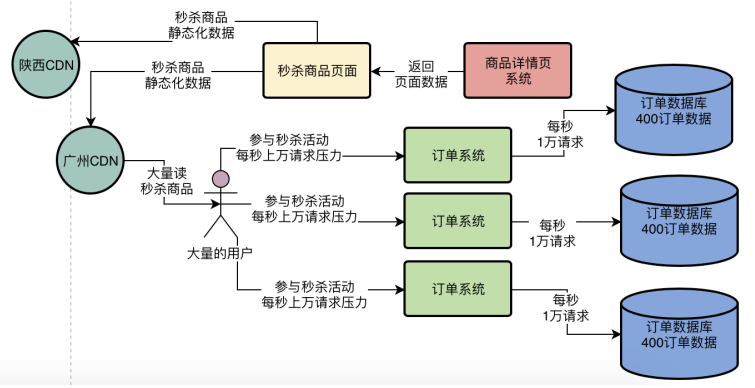 秒杀商品
静态化数据
陕西CDN
秒杀商品
静态化数据
秒杀商品页面
返回
页面数据
商品详情页
系统
广州CDN
大量读
秒杀商品
大量的用户
参与秒杀活动
每秒上万请求压力
订单系统
每秒
1万请求
订单数据库
400订单数据
参与秒杀活动
每秒上万请求压力
订单系统
每秒
1万请求
订单数据库
400订单数据
参与秒杀活动
每秒上万请求压力
订单系统
每秒
1万请求
订单数据库
400订单数据